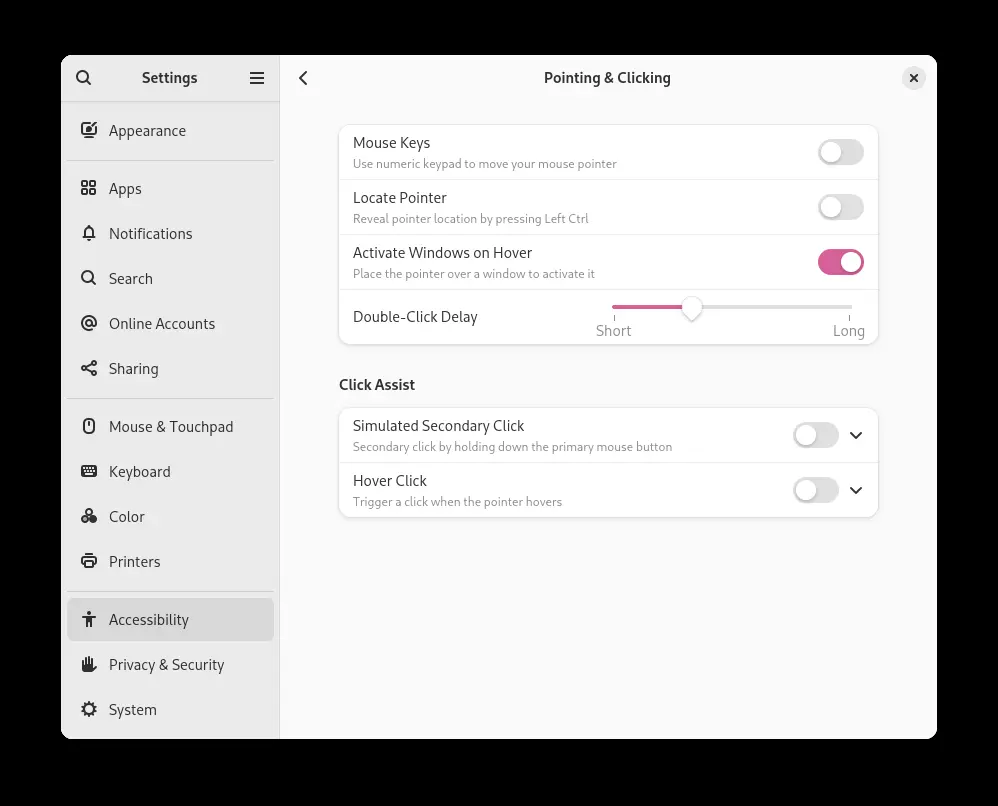 Settings
Pointing & Clicking
Appearance
Apps
Notifications
Search
Online Accounts
Sharing
Mouse & Touchpad
Keyboard
Color
Printers
Accessibility
Privacy & Security
System
Mouse Keys
Use numeric keypad to move your mouse pointer
Locate Pointer
Reveal pointer location by pressing Left Ctrl
Activate Windows on Hover
Place the pointer over a window to activate it
Double-Click Delay
Short
Long
Click Assist
Simulated Secondary Click
Secondary click by holding down the primary mouse button
Hover Click
Trigger a click when the pointer hovers